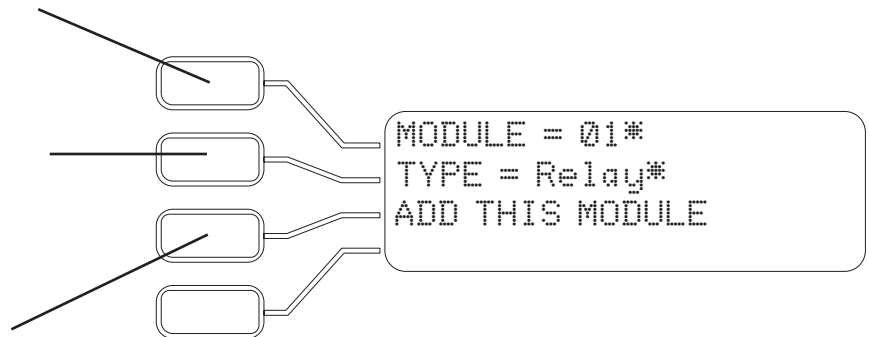 MODULE = 01*
TYPE = Relay*
ADD THIS MODULE